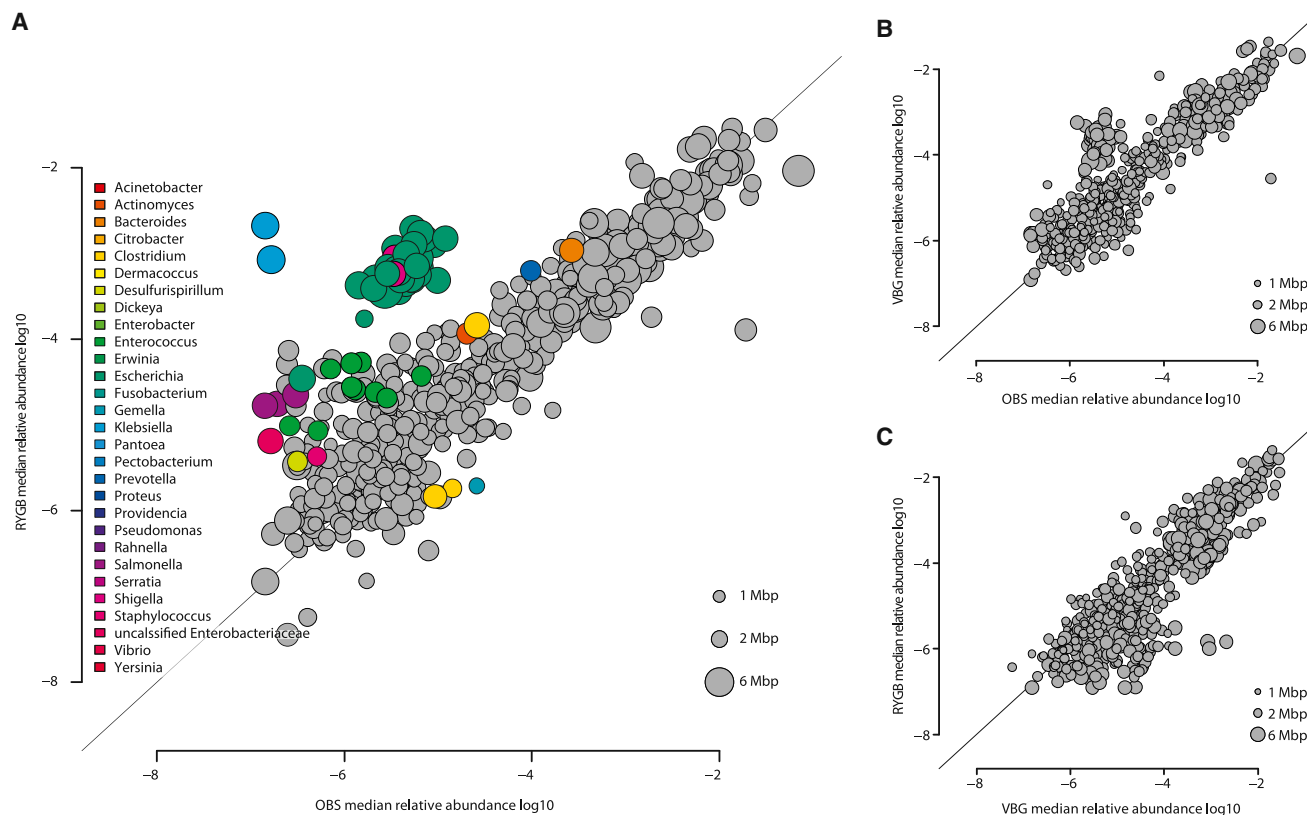 A
RYGB median relative abundance log10
−2
−4
−6
−8
Acinetobacter
Actinomyces
Bacteroides
Citrobacter
Clostridium
Dermacoccus
Desulfurispirillum
Dickeya
Enterobacter
Enterococcus
Erwinia
Escherichia
Fusobacterium
Gemella
Klebsiella
Pantoea
Pectobacterium
Prevotella
Proteus
Providencia
Pseudomonas
Rahnella
Salmonella
Serratia
Shigella
Staphylococcus
uncalssified Enterobacteriaceae
Vibrio
Yersinia
1 Mbp
2 Mbp
6 Mbp
−8 −6 −4 −2
OBS median relative abundance log10
B
VBG median relative abundance log10
−2
−4
−6
−8
1 Mbp
2 Mbp
6 Mbp
−8 −6 −4 −2
OBS median relative abundance log10
C
RYGB median relative abundance log10
−2
−4
−6
−8
1 Mbp
2 Mbp
6 Mbp
−8 −6 −4 −2
VBG median relative abundance log10